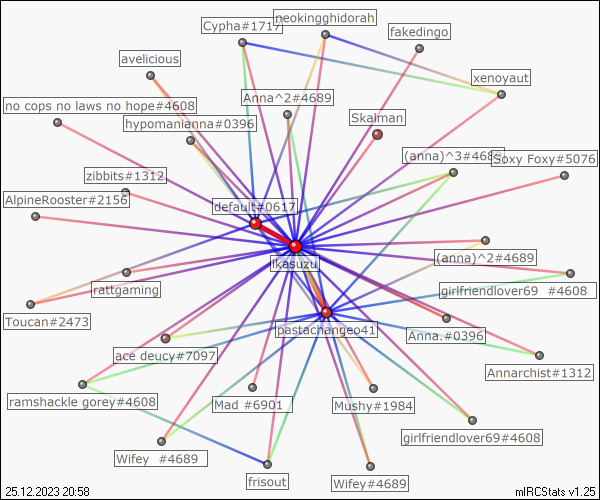 neokingghidorah
Cypha#1717
fakedingo
avelicious
xenoyaut
Anna^2#4689
no cops no laws no hope#4608
Skalman
hypomanianna#0396
(anna)^3#4689
Soxy Foxy#5076
zibbits#1312
AlpineRooster#2156
default#0617
(anna)^2#4689
ikasuzu
rattgaming
girlfriendlover69 #4608
Toucan#2473
pastachangeo41
Anna.#0396
ace deucy#7097
Annarchist#1312
ramshackle gorey#4608
Mad #6901
Mushy#1984
girlfriendlover69#4608
Wifey #4689
frisout
Wifey#4689
25.12.2023 20:58
mIRCStats v1.25